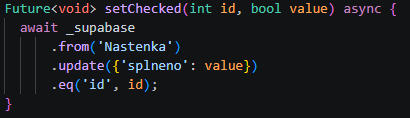 Future<void> setChecked(int id, bool value) async {
  await _supabase
      .from('Nastenka')
      .update({'splneno': value})
      .eq('id', id);
}